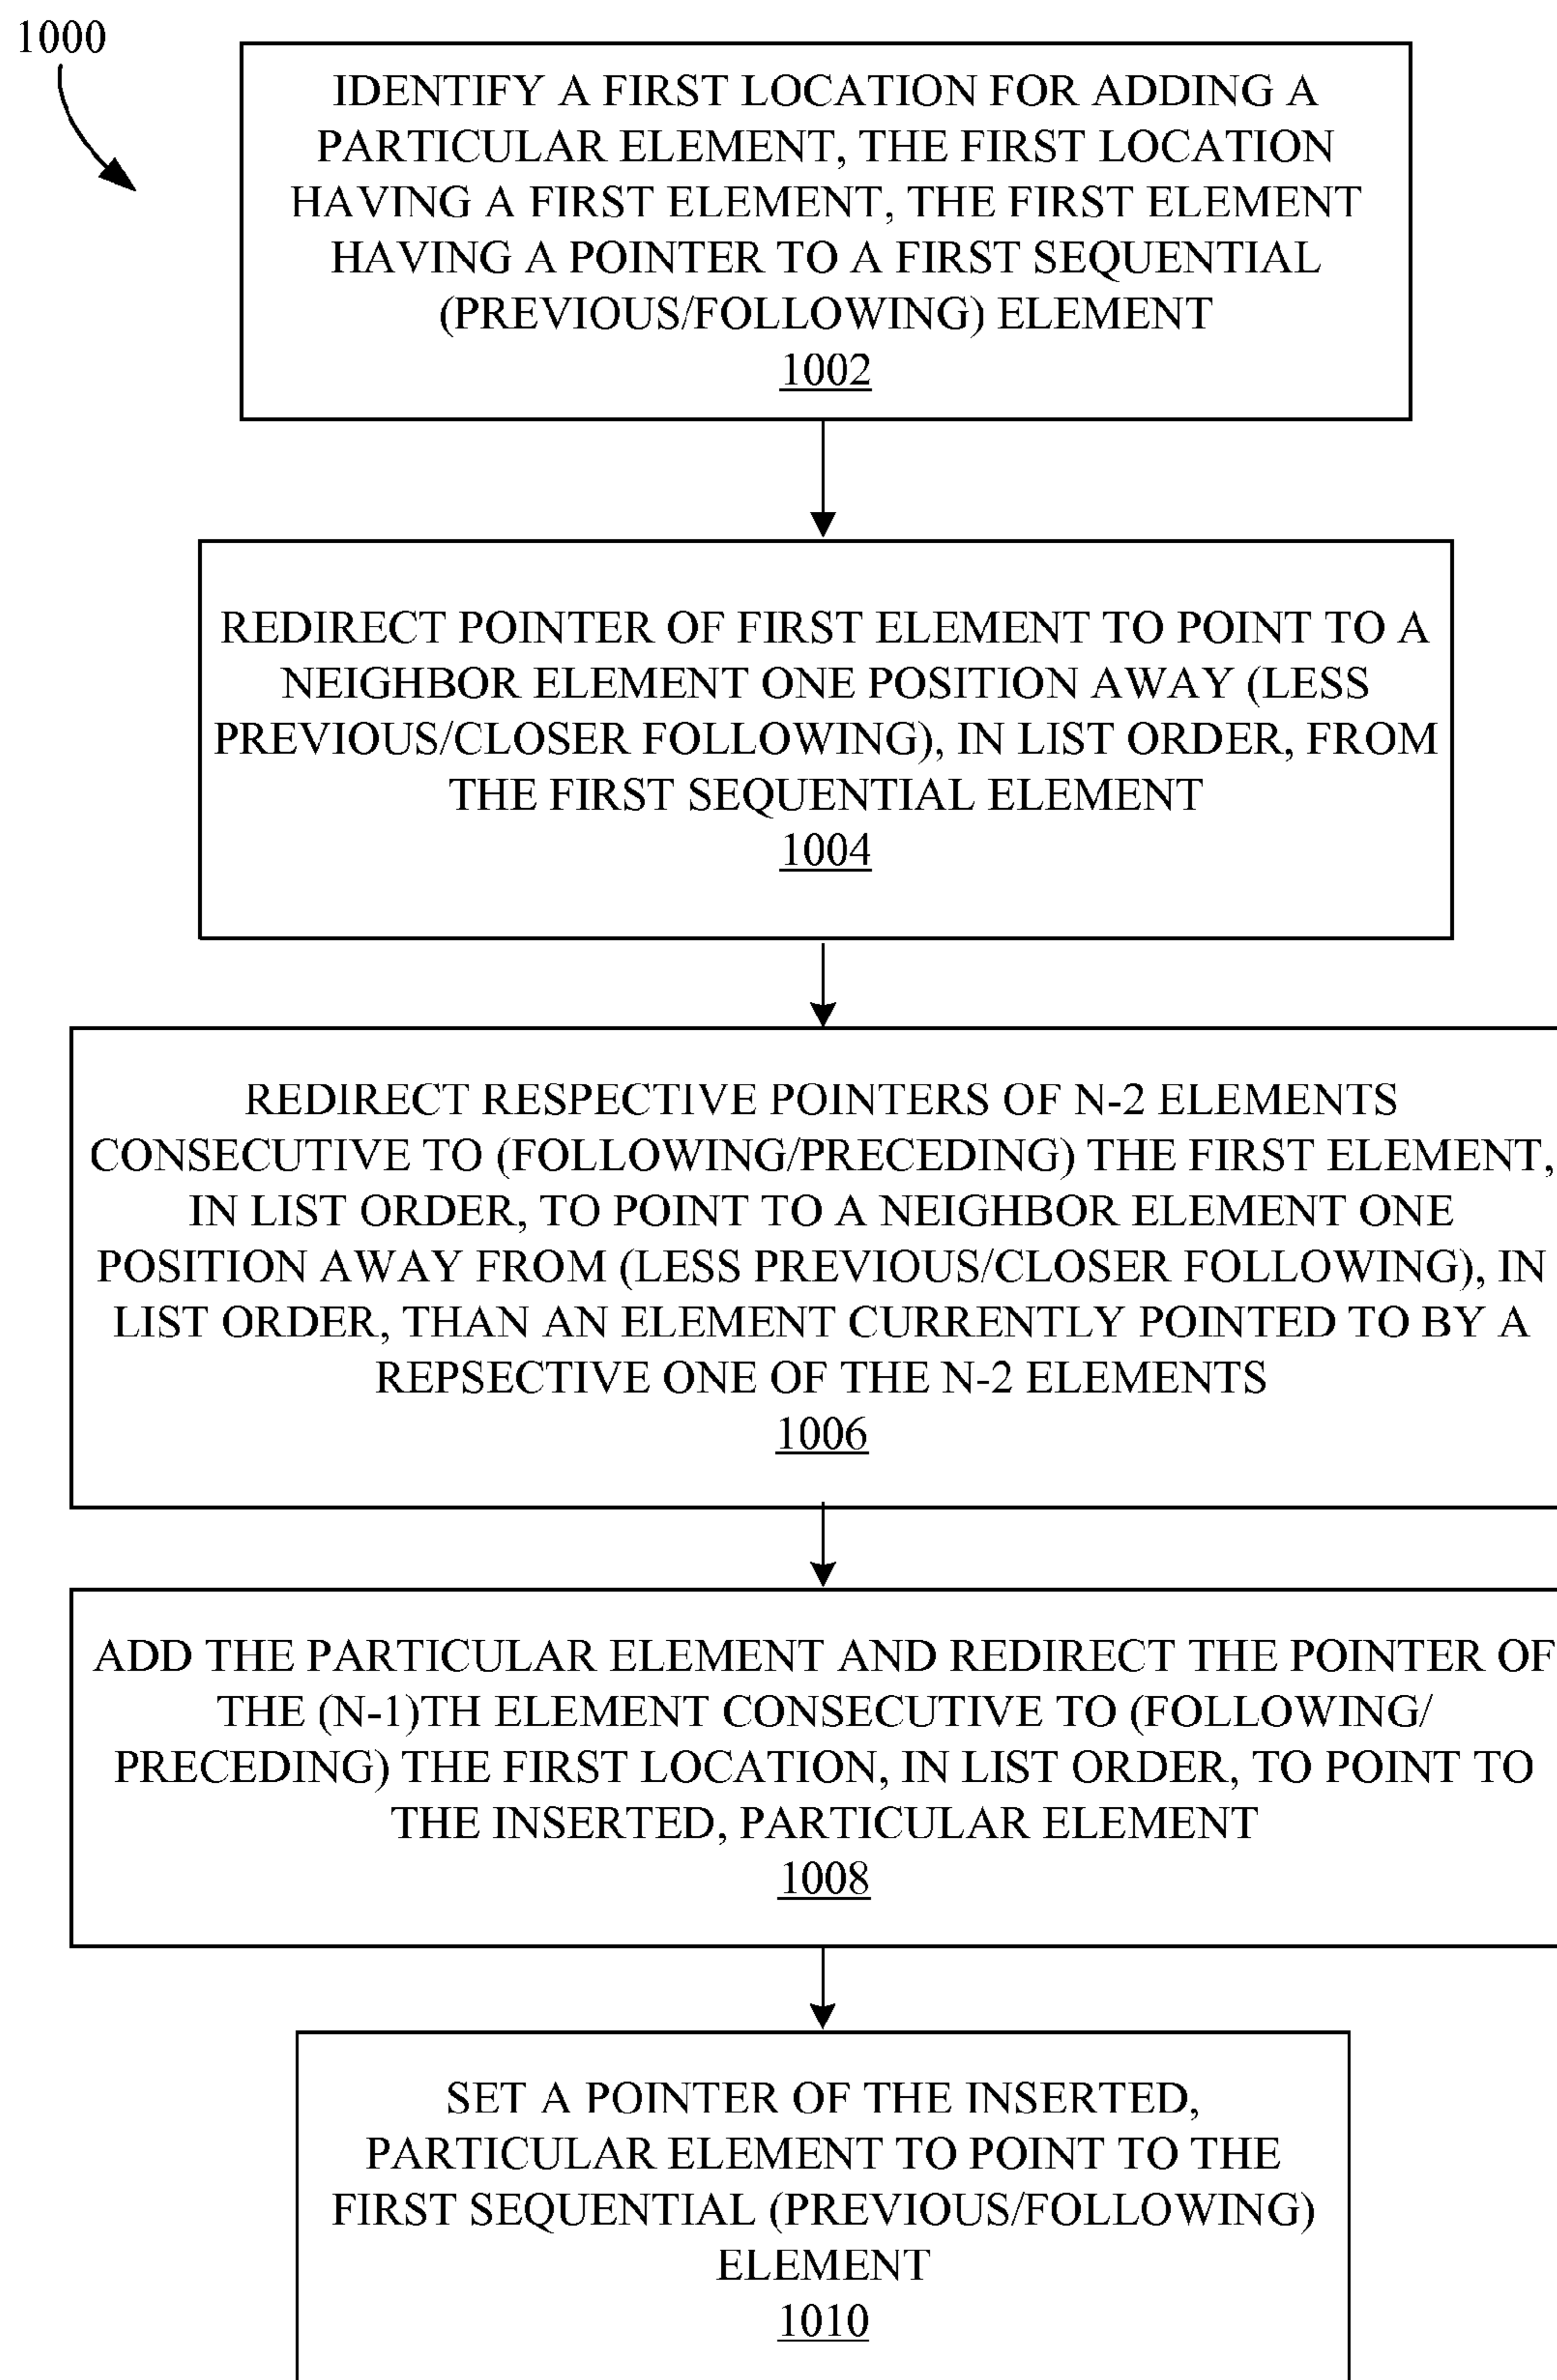 1000
IDENTIFY A FIRST LOCATION FOR ADDING A
PARTICULAR ELEMENT, THE FIRST LOCATION
HAVING A FIRST ELEMENT, THE FIRST ELEMENT
HAVING A POINTER TO A FIRST SEQUENTIAL
(PREVIOUS/FOLLOWING) ELEMENT
1002
REDIRECT POINTER OF FIRST ELEMENT TO POINT TO A
NEIGHBOR ELEMENT ONE POSITION AWAY (LESS
PREVIOUS/CLOSER FOLLOWING), IN LIST ORDER, FROM
THE FIRST SEQUENTIAL ELEMENT
1004
REDIRECT RESPECTIVE POINTERS OF N-2 ELEMENTS
CONSECUTIVE TO (FOLLOWING/PRECEDING) THE FIRST ELEMENT,
IN LIST ORDER, TO POINT TO A NEIGHBOR ELEMENT ONE
POSITION AWAY FROM (LESS PREVIOUS/CLOSER FOLLOWING), IN
LIST ORDER, THAN AN ELEMENT CURRENTLY POINTED TO BY A
REPSECTIVE ONE OF THE N-2 ELEMENTS
1006
ADD THE PARTICULAR ELEMENT AND REDIRECT THE POINTER OF
THE (N-1)TH ELEMENT CONSECUTIVE TO (FOLLOWING/
PRECEDING) THE FIRST LOCATION, IN LIST ORDER, TO POINT TO
THE INSERTED, PARTICULAR ELEMENT
1008
SET A POINTER OF THE INSERTED,
PARTICULAR ELEMENT TO POINT TO THE
FIRST SEQUENTIAL (PREVIOUS/FOLLOWING)
ELEMENT
1010